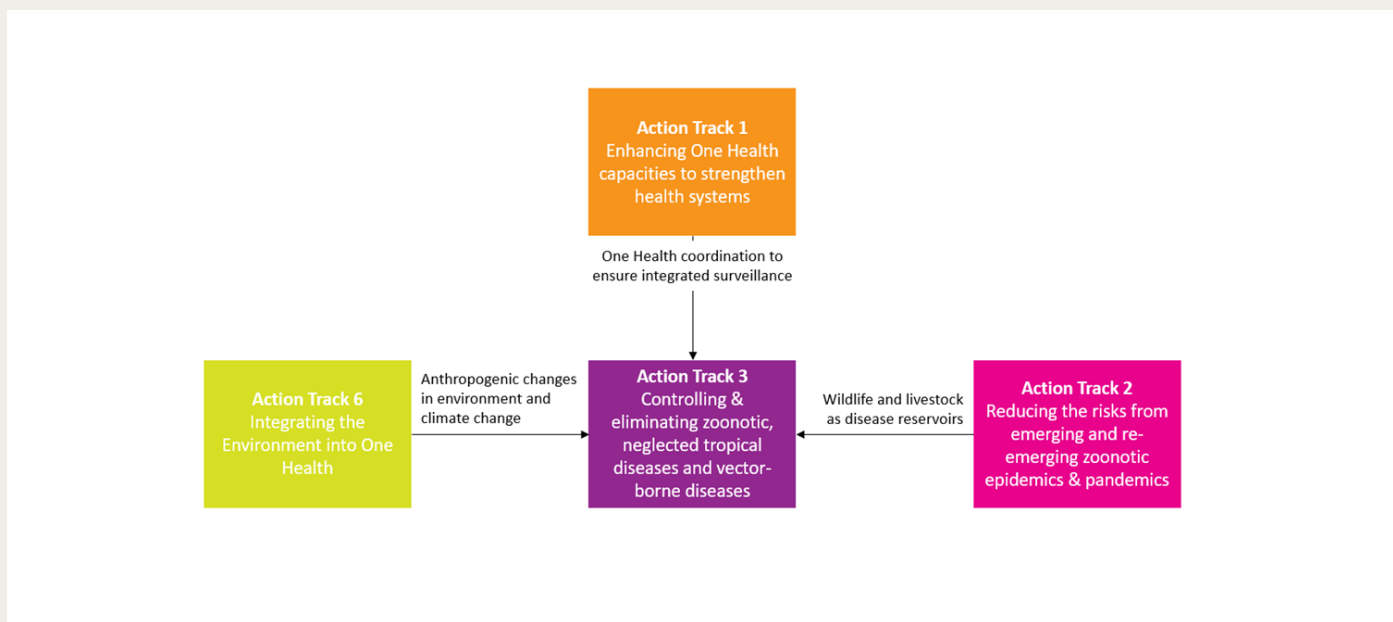 Action Track 1
Enhancing One Health
capacities to strengthen
health systems
One Health coordination to
ensure integrated surveillance
Action Track 6
Integrating the
Environment into One
Health
Anthropogenic changes
in environment and
climate change
Action Track 3
Controlling &
eliminating zoonotic,
neglected tropical
diseases and vector-
borne diseases
Wildlife and livestock
as disease reservoirs
Action Track 2
Reducing the risks from
emerging and re-
emerging zoonotic
epidemics & pandemics